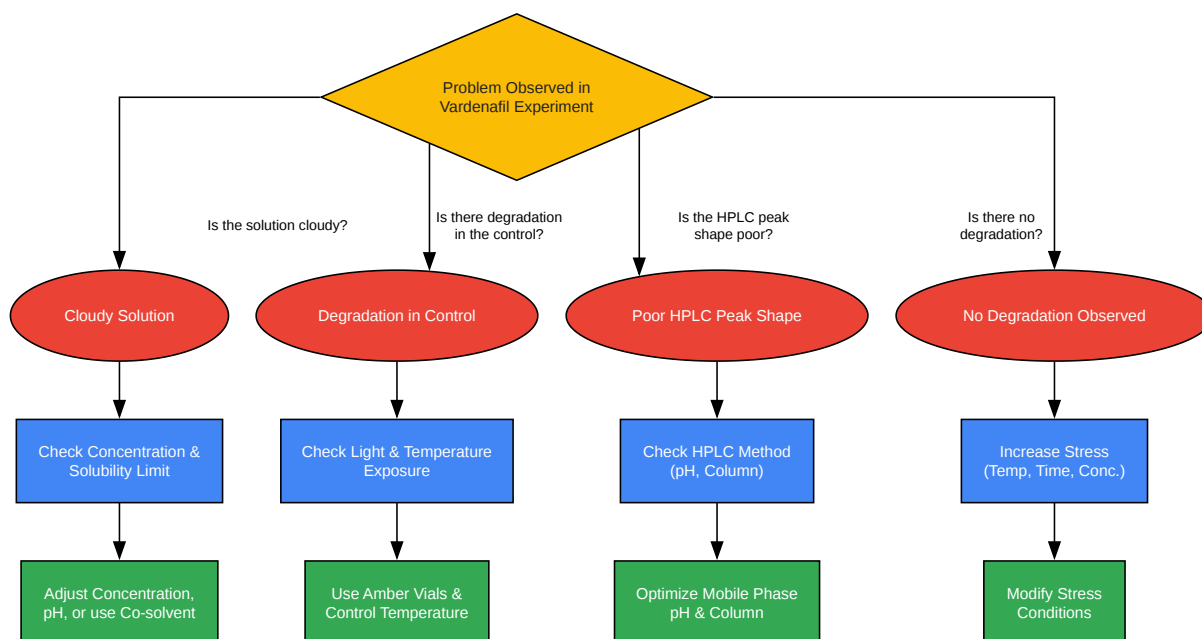 Problem Observed in
Vardenafil Experiment
Is the solution cloudy?
Is there degradation
in the control?
Is the HPLC peak
shape poor?
Is there no
degradation?
Cloudy Solution
Degradation in Control
Poor HPLC Peak Shape
No Degradation Observed
Check Concentration &
Solubility Limit
Check Light & Temperature
Exposure
Check HPLC Method
(pH, Column)
Increase Stress
(Temp, Time, Conc.)
Adjust Concentration,
pH, or use Co-solvent
Use Amber Vials &
Control Temperature
Optimize Mobile Phase
pH & Column
Modify Stress
Conditions